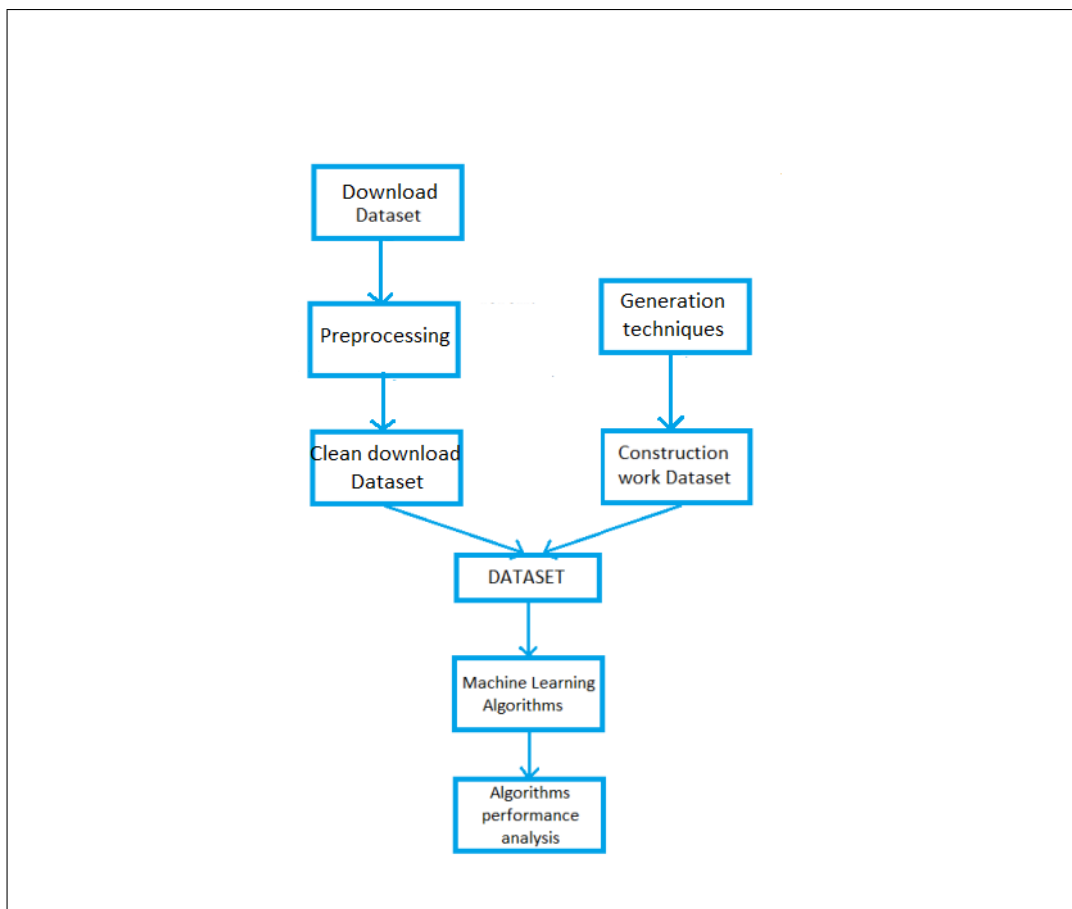 Download
Dataset
Preprocessing
Clean download
Dataset
Generation
techniques
Construction
work Dataset
DATASET
Machine Learning
Algorithms
Algorithms
performance
analysis